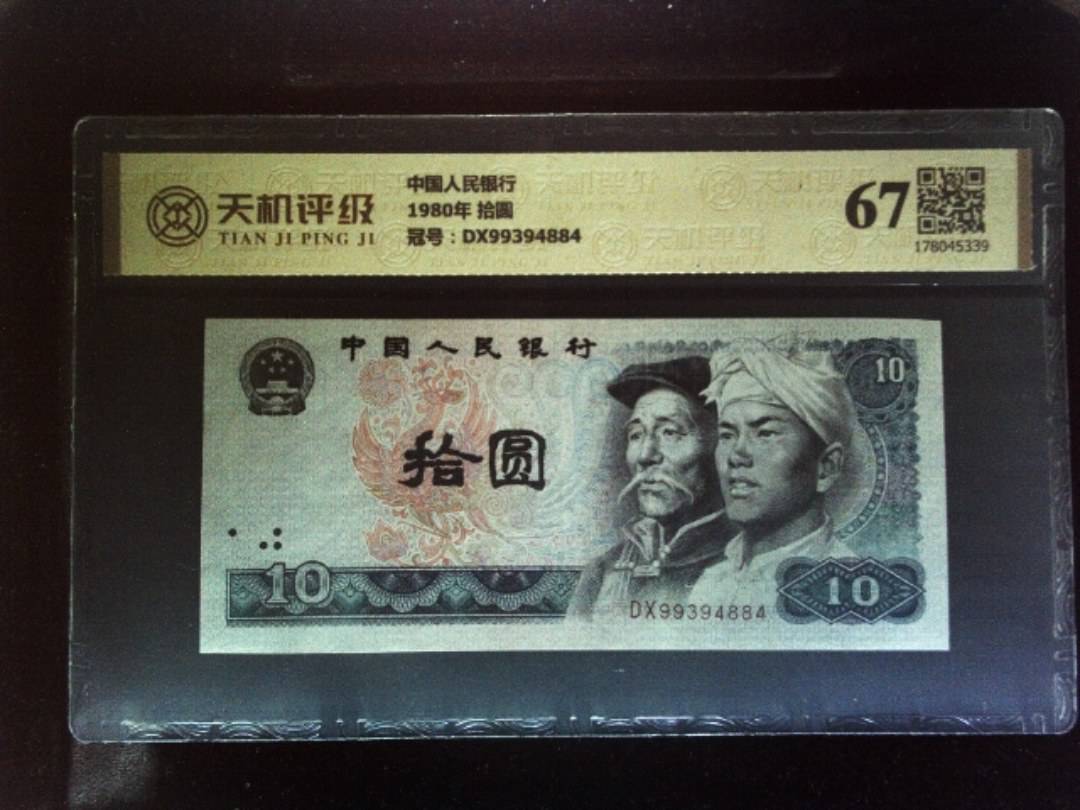 天机评级
TIAN JI PING JI
中国人民银行
1980年 拾圆
冠号：DX99394884
67
178045339
中国人民银行
10
拾圆
10
DX99394884
10